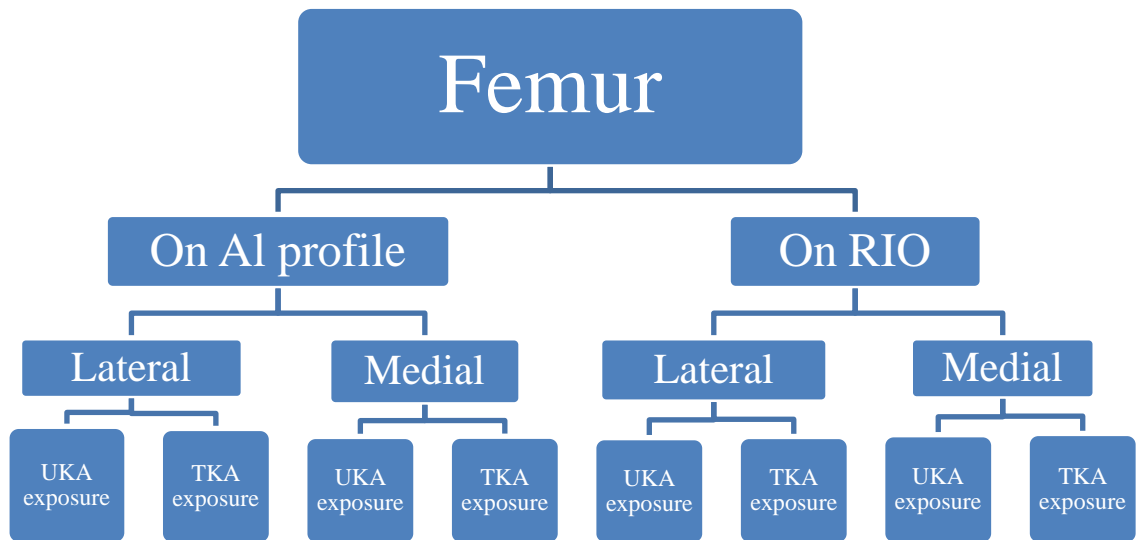 Femur
On Al profile
On RIO
Lateral
Medial
Lateral
Medial
UKA
exposure
TKA
exposure
UKA
exposure
TKA
exposure
UKA
exposure
TKA
exposure
UKA
exposure
TKA
exposure